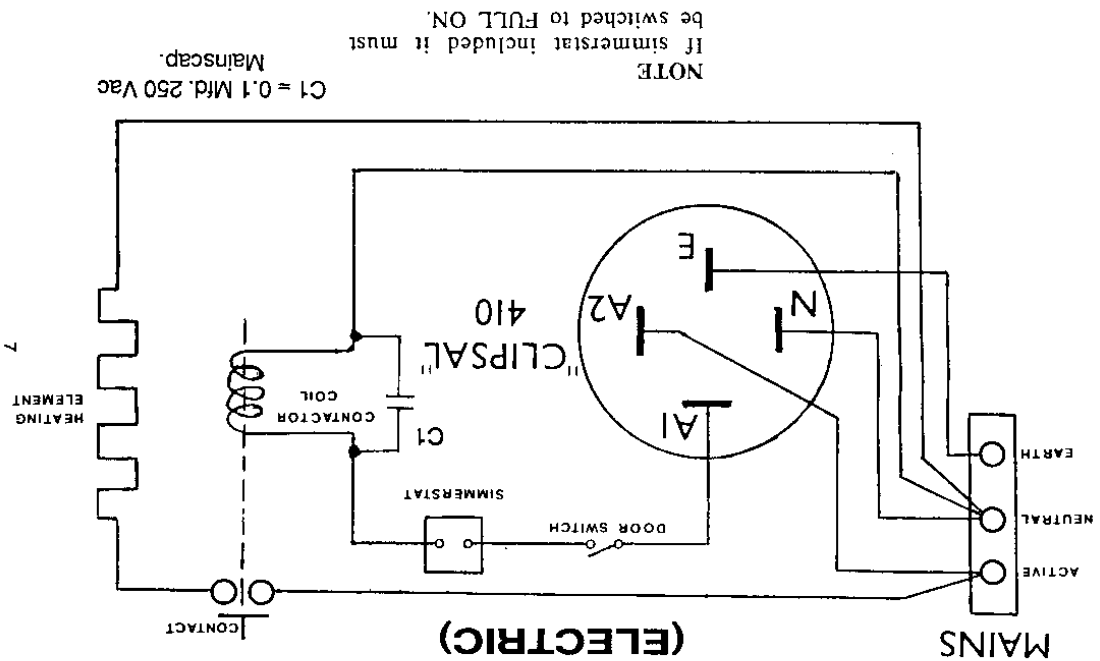 (ELECTRIC)
MAINS
ACTIVE
NEUTRAL
EARTH
CONTACT
DOOR SWITCH
SIMMERSTAT
A1
N
A2
E
"CLIPSAL"
410
C1
CONTACTOR
COIL
HEATING
ELEMENT
C1 = 0.1 Mfd. 250 Vac
Mainscap.
NOTE
If simmerstat included it must
be switched to FULL ON.
7